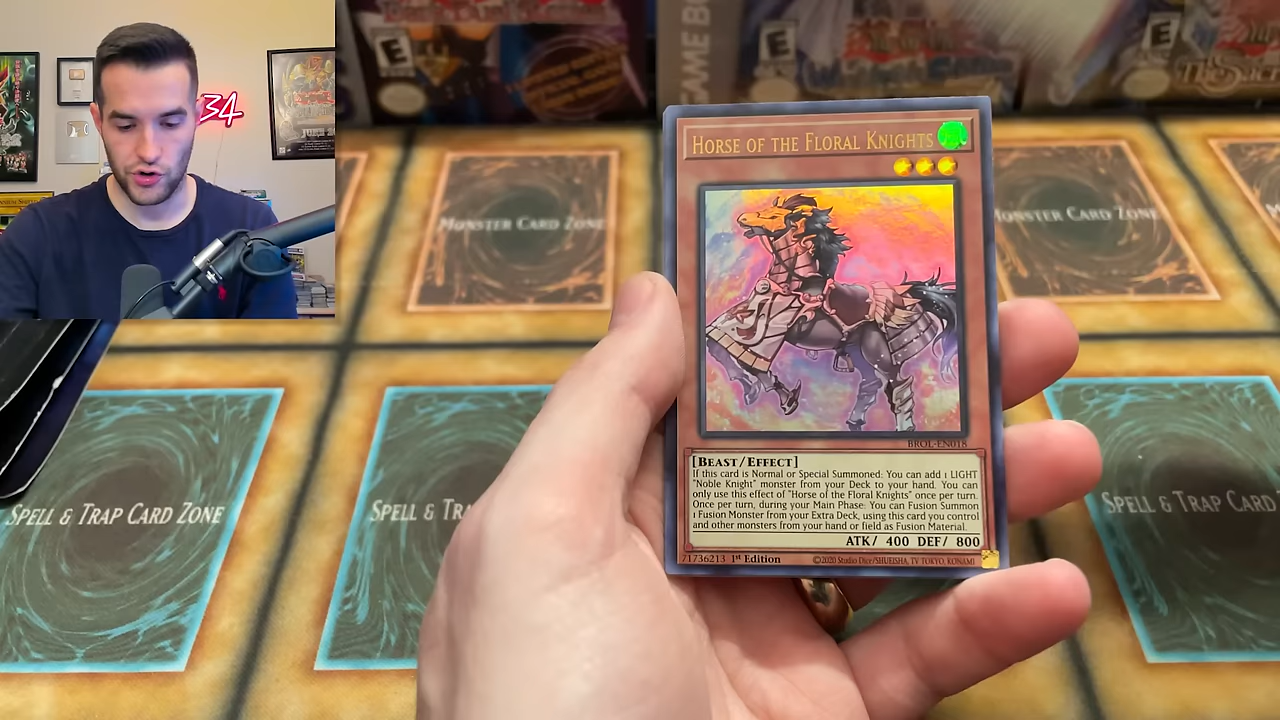 E
GAME BO
E
E
The Sacr
34
HORSE OF THE FLORAL KNIGHTS
MONSTER CARD ZONE
MONSTER CARD ZONE
BROL-EN018
[BEAST/EFFECT]
If this card is Normal or Special Summoned: You can add 1 LIGHT
"Noble Knight" monster from your Deck to your hand. You can
only use this effect of "Horse of the Floral Knights" once per turn.
Once per turn, during your Main Phase: You can Fusion Summon
1 Fusion Monster from your Extra Deck, using this card you control
and other monsters from your hand or field as Fusion Material.
ATK/ 400 DEF/ 800
71736213 1st Edition ©2020 Studio Dice/SHUEISHA, TV TOKYO, KONAMI
SPELL & TRAP CARD ZONE
SPELL & TRA
SPELL & TRAP CARD